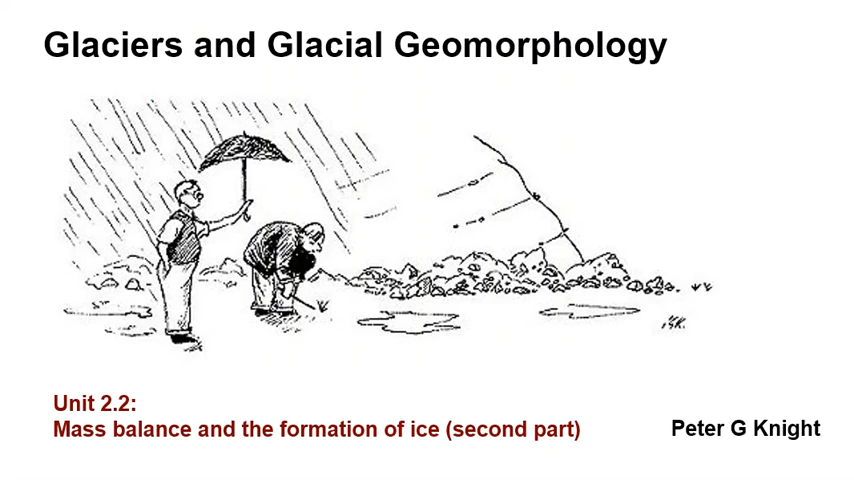 Glaciers and Glacial Geomorphology
Unit 2.2:
Mass balance and the formation of ice (second part)
Peter G Knight